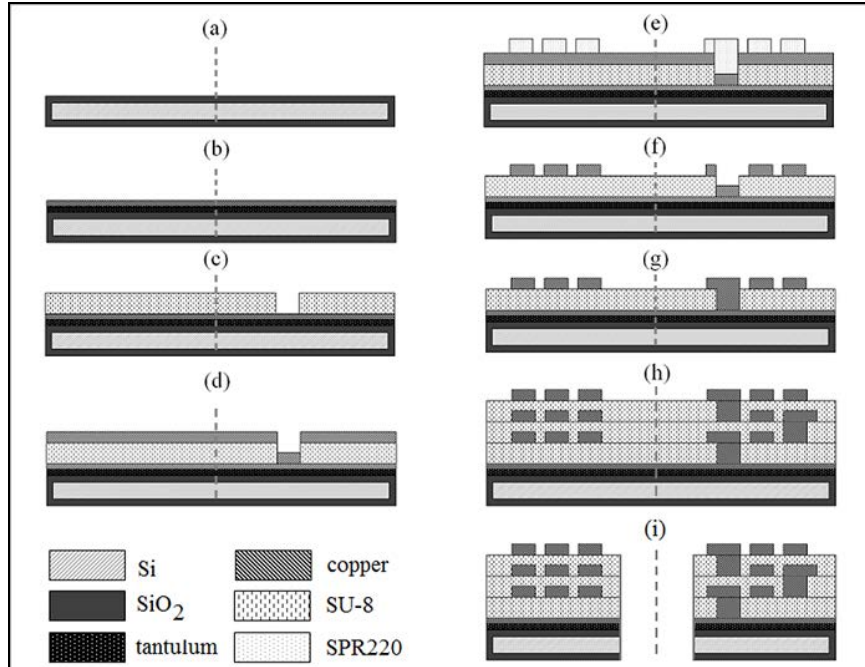 (a)
(b)
(c)
(d)
Si
SiO2
tantulum
copper
SU-8
SPR220
(e)
(f)
(g)
(h)
(i)